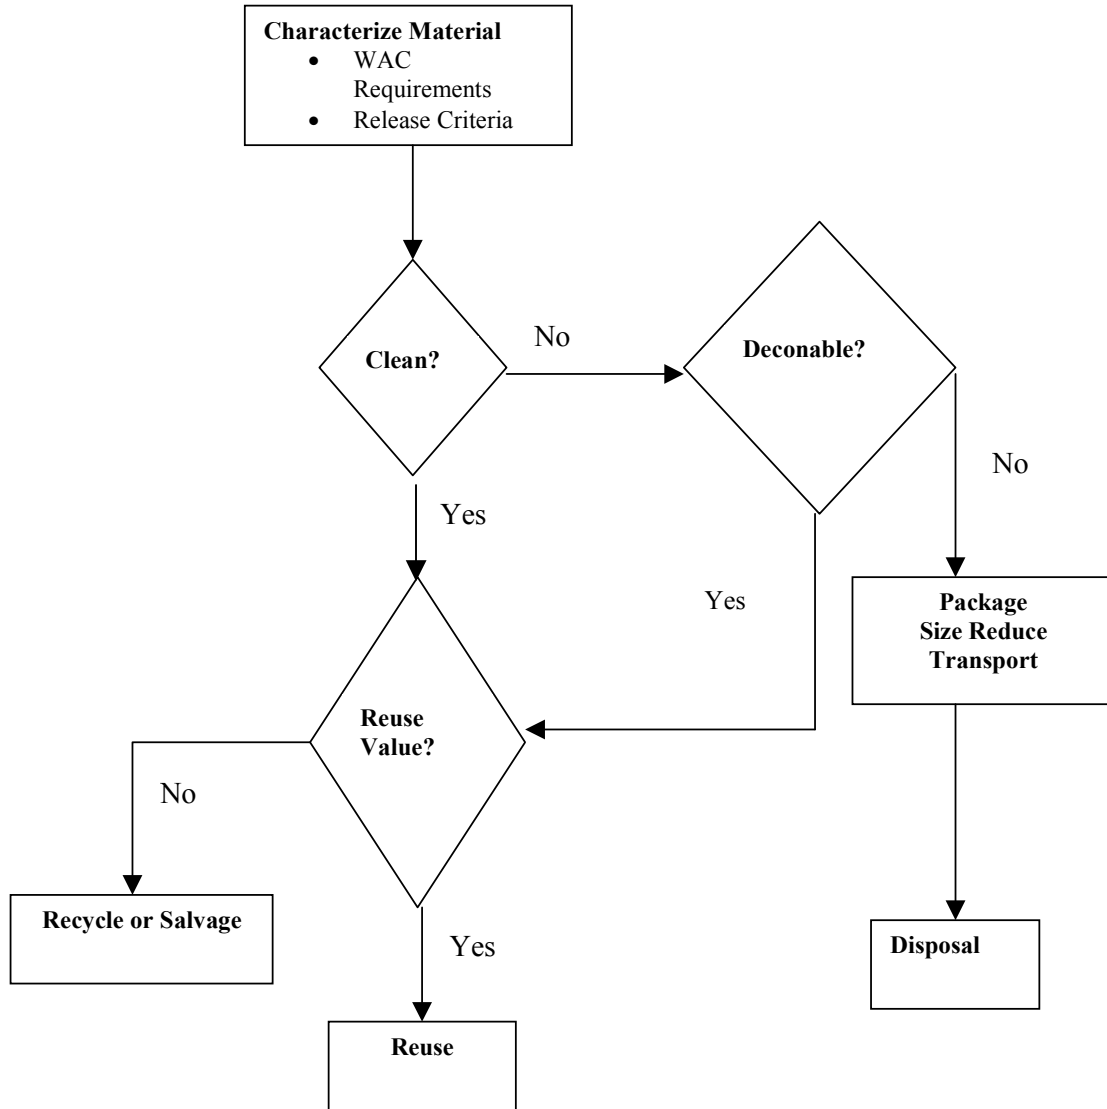 Characterize Material
• WAC
Requirements
• Release Criteria
Clean?
No
Deconable?
No
Yes
Yes
Package
Size Reduce
Transport
Reuse
Value?
No
Recycle or Salvage
Yes
Disposal
Reuse